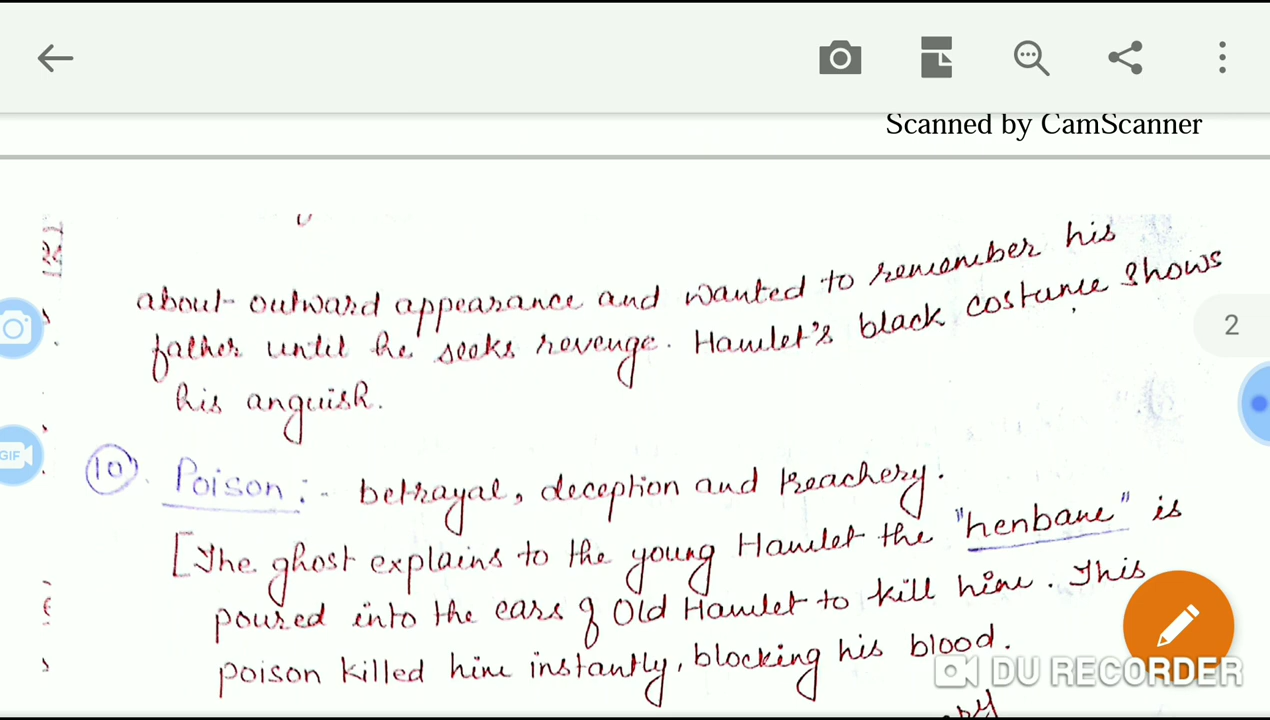 Scanned by CamScanner
about outward appearance and wanted to remember his
father until he seeks revenge. Hamlet's black costume shows
his anguish.
2
10. Poison :- betrayal, deception and treachery.
[The ghost explains to the young Hamlet the "henbane" is
poured into the ears of Old Hamlet to kill him. This
poison killed him instantly, blocking his blood.
GIF
DU RECORDER